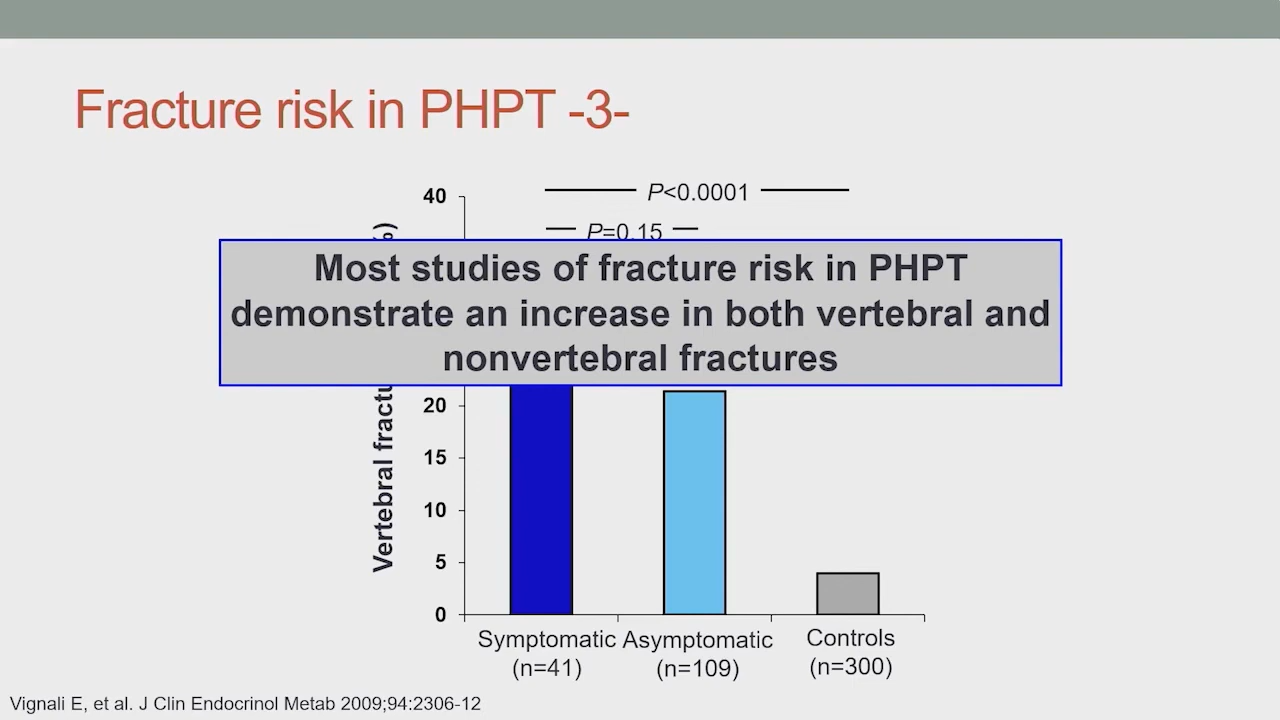 Fracture risk in PHPT -3-
40
P<0.0001
P=0.15
Most studies of fracture risk in PHPT
demonstrate an increase in both vertebral and
nonvertebral fractures
Vertebral
20
15
10
5
0
Symptomatic Asymptomatic Controls
(n=41) (n=109) (n=300)
Vignali E, et al. J Clin Endocrinol Metab 2009;94:2306-12